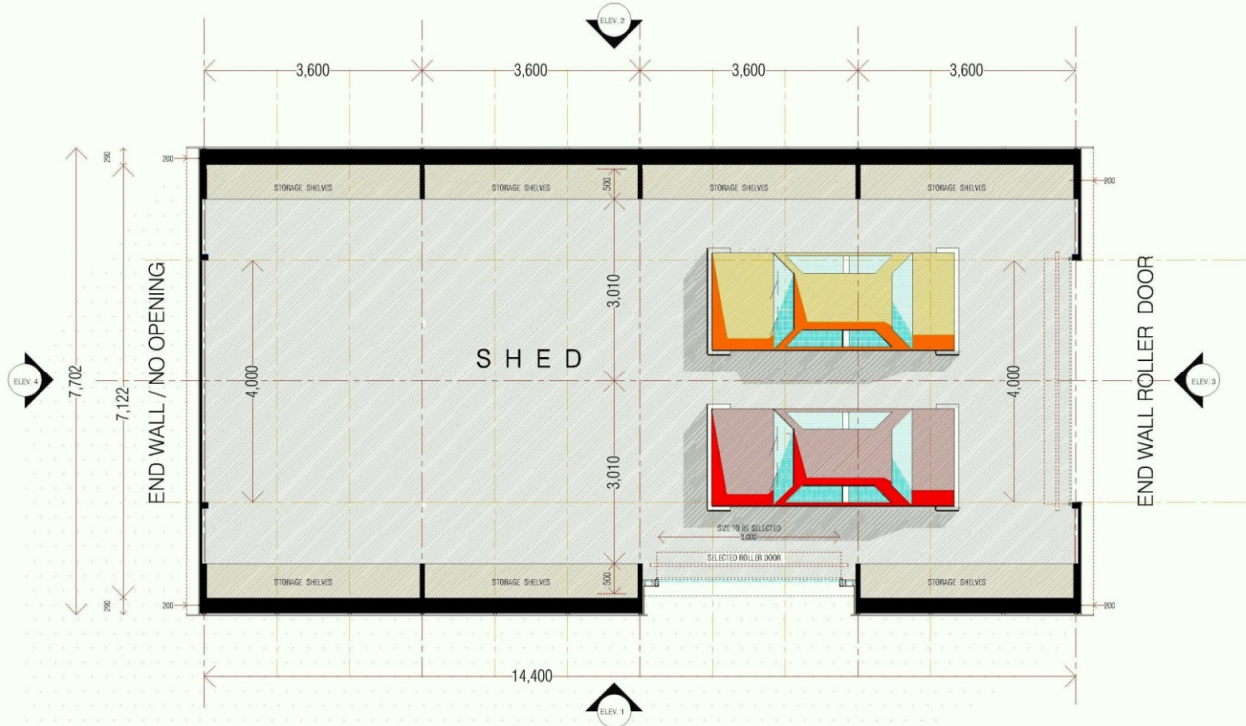 ELEV. 2
3,600
3,600
3,600
3,600
290
200
STORAGE SHELVES
STORAGE SHELVES
STORAGE SHELVES
STORAGE SHELVES
500
200
END WALL / NO OPENING
END WALL ROLLER DOOR
3,010
SHED
ELEV. 4
7,702
7,122
4,000
4,000
ELEV. 3
3,010
SIZE TO BE SELECTED
3,000
SELECTED ROLLER DOOR
STORAGE SHELVES
STORAGE SHELVES
500
STORAGE SHELVES
290
200
200
14,400
ELEV. 1